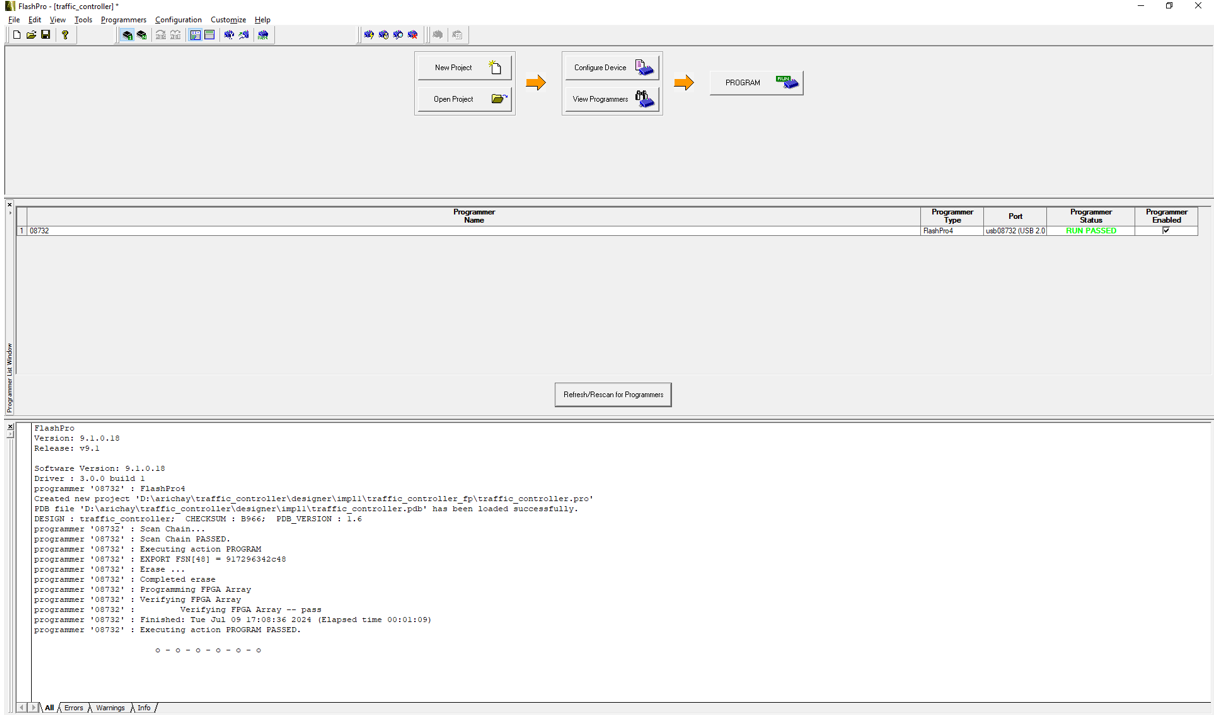 FlashPro - [traffic_controller] *
File Edit View Tools Programmers Configuration Customize Help
New Project
Open Project
Configure Device
View Programmers
PROGRAM
Programmer Name
Programmer Type
Port
Programmer Status
Programmer Enabled
1 08732 FlashPro4 usb08732 (USB 2.0 RUN PASSED
Programmer List Window
Refresh/Rescan for Programmers
FlashPro
Version: 9.1.0.18
Release: v9.1
Software Version: 9.1.0.18
Driver : 3.0.0 build 1
programmer '08732' : FlashPro4
Created new project 'D:\arichay\traffic_controller\designer\impl1\traffic_controller_fp\traffic_controller.pro'
PDB file 'D:\arichay\traffic_controller\designer\impl1\traffic_controller.pdb' has been loaded successfully.
DESIGN : traffic_controller;  CHECKSUM : B966;  PDB_VERSION : 1.6
programmer '08732' : Scan Chain...
programmer '08732' : Scan Chain PASSED.
programmer '08732' : Executing action PROGRAM
programmer '08732' : EXPORT FSN[48] = 917296342c48
programmer '08732' : Erase ...
programmer '08732' : Completed erase
programmer '08732' : Programming FPGA Array
programmer '08732' : Verifying FPGA Array
programmer '08732' :         Verifying FPGA Array -- pass
programmer '08732' : Finished: Tue Jul 09 17:08:36 2024 (Elapsed time 00:01:09)
programmer '08732' : Executing action PROGRAM PASSED.
o - o - o - o - o - o
All Errors Warnings Info